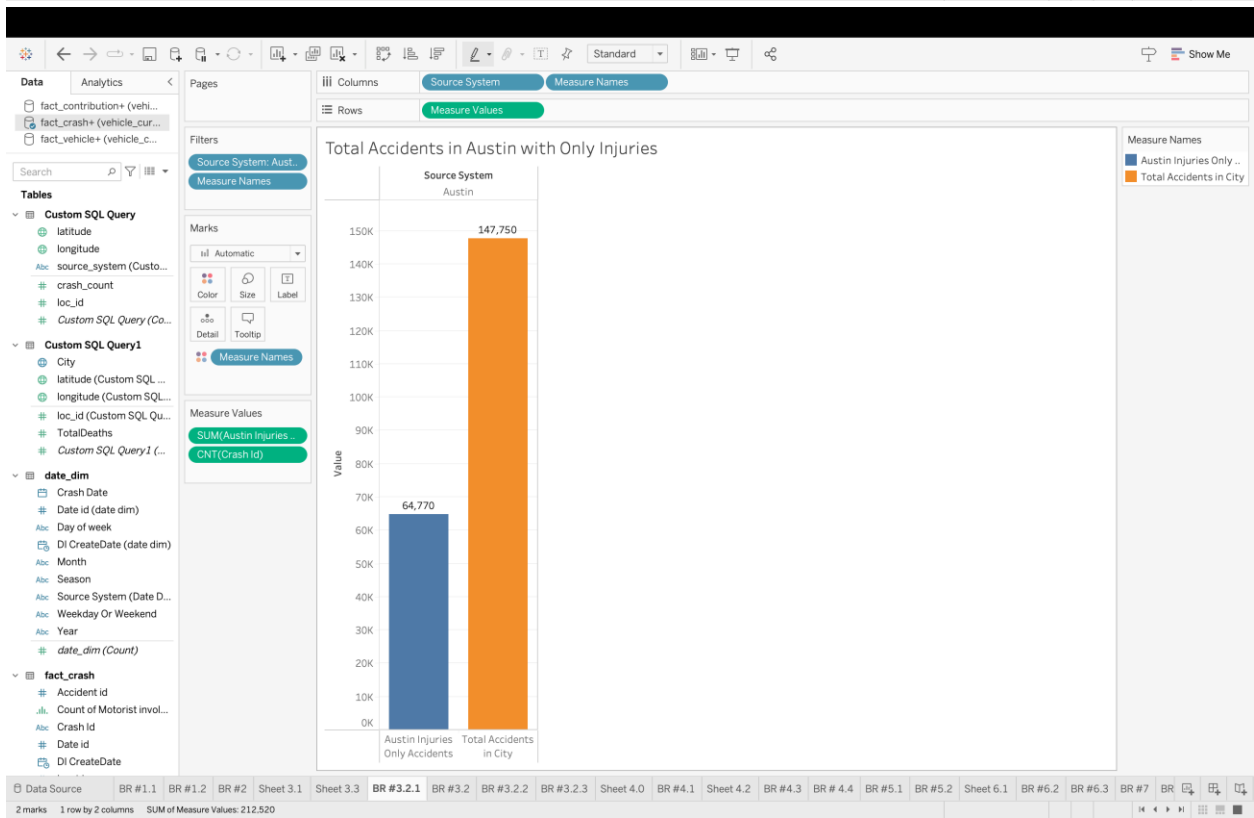 Standard
Show Me
Data
Analytics
Pages
Columns
Source System
Measure Names
Rows
Measure Values
fact_contribution+ (vehi...
fact_crash+ (vehicle_cur...
fact_vehicle+ (vehicle_c...
Search
Tables
Custom SQL Query
latitude
longitude
Abc source_system (Custo...
# crash_count
# loc_id
# Custom SQL Query (Co...
Custom SQL Query1
City
latitude (Custom SQL ...
longitude (Custom SQL...
# loc_id (Custom SQL Qu...
# TotalDeaths
# Custom SQL Query1 (...
date_dim
Crash Date
# Date id (date dim)
Abc Day of week
DI CreateDate (date dim)
Abc Month
Abc Season
Abc Source System (Date D...
Abc Weekday Or Weekend
Abc Year
# date_dim (Count)
fact_crash
# Accident id
Count of Motorist invol...
Abc Crash Id
# Date id
DI CreateDate
Filters
Source System: Aust..
Measure Names
Marks
Automatic
Color
Size
Label
Detail
Tooltip
Measure Names
Measure Values
SUM(Austin Injuries ..
CNT(Crash Id)
Total Accidents in Austin with Only Injuries
Source System
Austin
Value
150K
140K
130K
120K
110K
100K
90K
80K
70K
60K
50K
40K
30K
20K
10K
0K
64,770
147,750
Austin Injuries
Only Accidents
Total Accidents
in City
Measure Names
Austin Injuries Only ..
Total Accidents in City
Data Source
BR #1.1
BR #1.2
BR #2
Sheet 3.1
Sheet 3.3
BR #3.2.1
BR #3.2
BR #3.2.2
BR #3.2.3
Sheet 4.0
BR #4.1
Sheet 4.2
BR #4.3
BR # 4.4
BR #5.1
BR #5.2
Sheet 6.1
BR #6.2
BR #6.3
BR #7
BR
2 marks 1 row by 2 columns SUM of Measure Values: 212,520